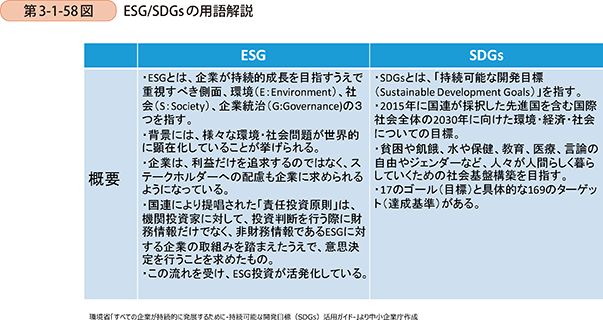 第3-1-58図 ESG/SDGsの用語解説
ESG
SDGs
概要
・ESGとは、企業が持続的成長を目指すうえで
重視すべき側面、環境（E：Environment）、社
会（S：Society）、企業統治（G:Governance)の３
つを指す。
・背景には、様々な環境・社会問題が世界的
に顕在化していることが挙げられる。
・企業は、利益だけを追求するのではなく、ス
テークホルダーへの配慮も企業に求められる
ようになっている。
・国連により提唱された「責任投資原則」は、
機関投資家に対して、投資判断を行う際に財
務情報だけでなく、非財務情報であるESGに対
する企業の取組みを踏まえたうえで、意思決
定を行うことを求めたもの。
・この流れを受け、ESG投資が活発化している。
・SDGsとは、「持続可能な開発目標
（Sustainable Development Goals）」を指す。
・2015年に国連が採択した先進国を含む国際
社会全体の2030年に向けた環境・経済・社会
についての目標。
・貧困や飢餓、水や保健、教育、医療、言論の
自由やジェンダーなど、人々が人間らしく暮ら
していくための社会基盤構築を目指す。
・17のゴール（目標）と具体的な169のターゲッ
ト（達成基準）がある。
環境省「すべての企業が持続的に発展するために-持続可能な開発目標（SDGs）活用ガイド-」より中小企業庁作成